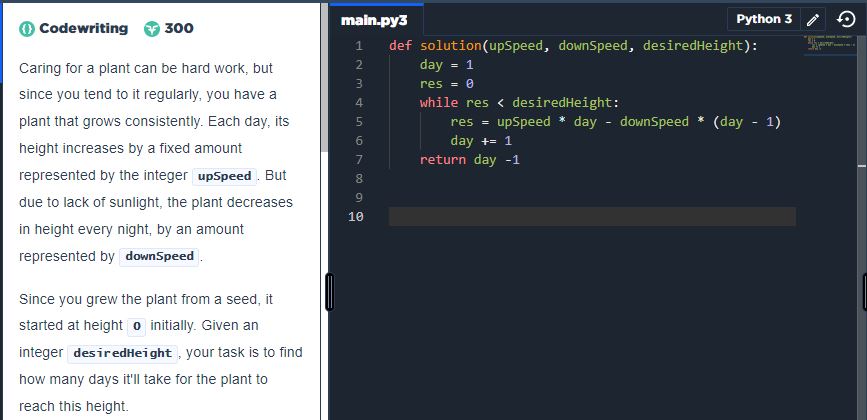 Codewriting 300
Caring for a plant can be hard work, but
since you tend to it regularly, you have a
plant that grows consistently. Each day, its
height increases by a fixed amount
represented by the integer upSpeed. But
due to lack of sunlight, the plant decreases
in height every night, by an amount
represented by downSpeed.
Since you grew the plant from a seed, it
started at height 0 initially. Given an
integer desiredHeight, your task is to find
how many days it'll take for the plant to
reach this height.
main.py3
Python 3
1 def solution(upSpeed, downSpeed, desiredHeight):
2 day = 1
3 res = 0
4 while res < desiredHeight:
5 res = upSpeed * day - downSpeed * (day - 1)
6 day += 1
7 return day -1
8
9
10